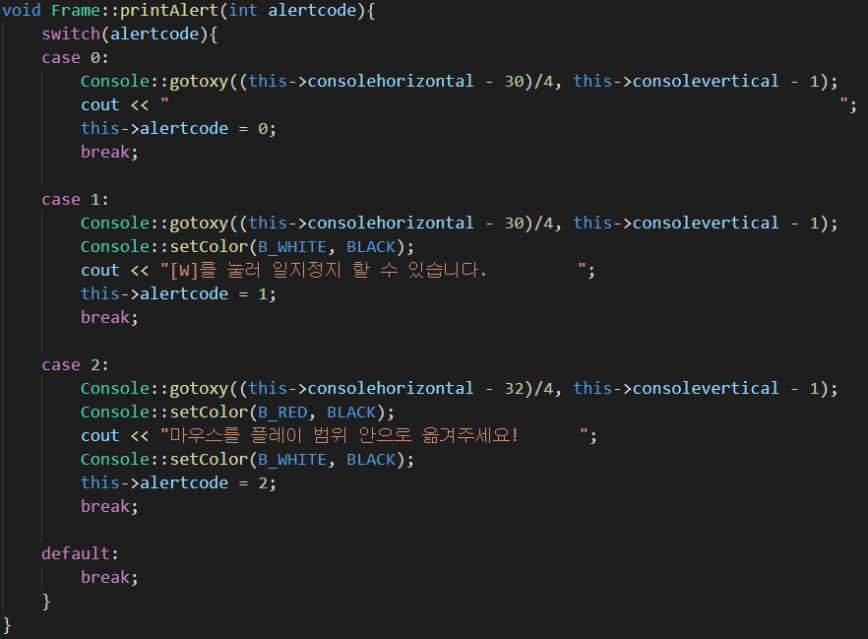 void Frame::printAlert(int alertcode){
    switch(alertcode){
    case 0:
        Console::gotoxy((this->consolehorizontal - 30)/4, this->consolevertical - 1);
        cout << "                                                                     ";
        this->alertcode = 0;
        break;

    case 1:
        Console::gotoxy((this->consolehorizontal - 30)/4, this->consolevertical - 1);
        Console::setColor(B_WHITE, BLACK);
        cout << "[W]를 눌러 일지정지 할 수 있습니다.         ";
        this->alertcode = 1;
        break;

    case 2:
        Console::gotoxy((this->consolehorizontal - 32)/4, this->consolevertical - 1);
        Console::setColor(B_RED, BLACK);
        cout << "마우스를 플레이 범위 안으로 옮겨주세요!      ";
        Console::setColor(B_WHITE, BLACK);
        this->alertcode = 2;
        break;

    default:
        break;
    }
}